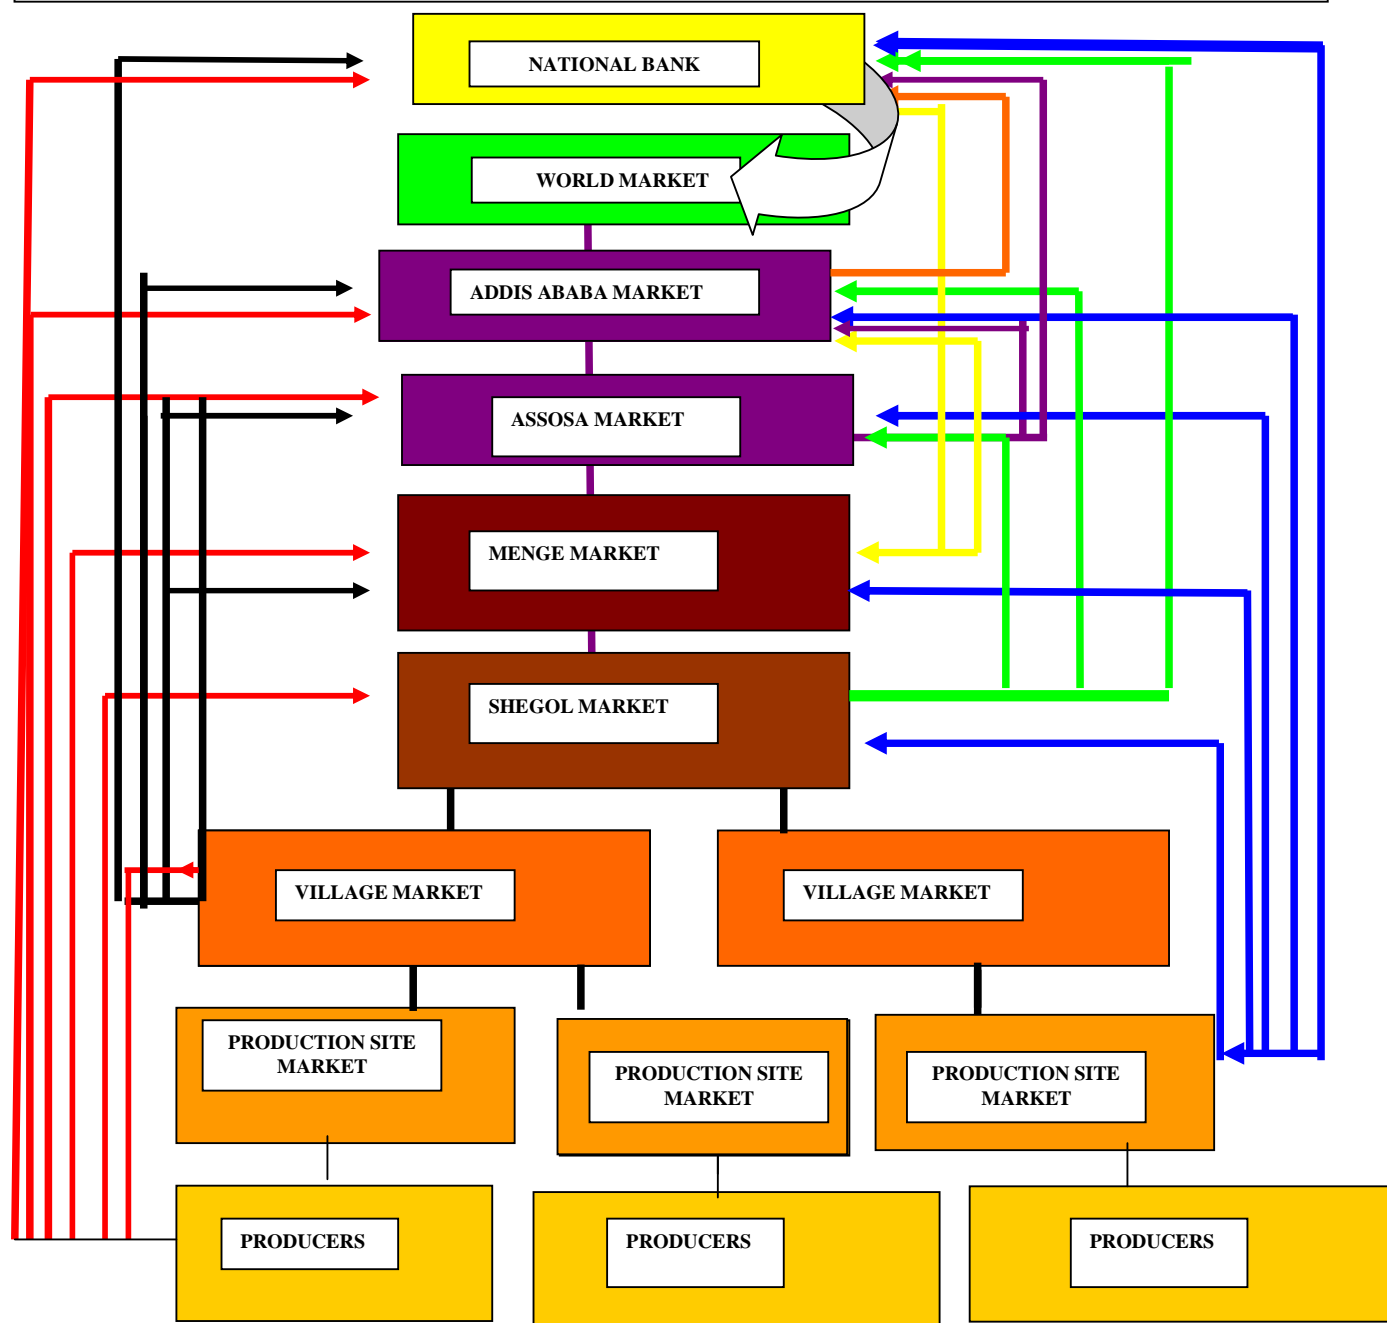 NATIONAL BANK
WORLD MARKET
ADDIS ABABA MARKET
ASSOSA MARKET
MENGE MARKET
SHEGOL MARKET
VILLAGE MARKET
VILLAGE MARKET
PRODUCTION SITE
MARKET
PRODUCTION SITE
MARKET
PRODUCTION SITE
MARKET
PRODUCERS
PRODUCERS
PRODUCERS